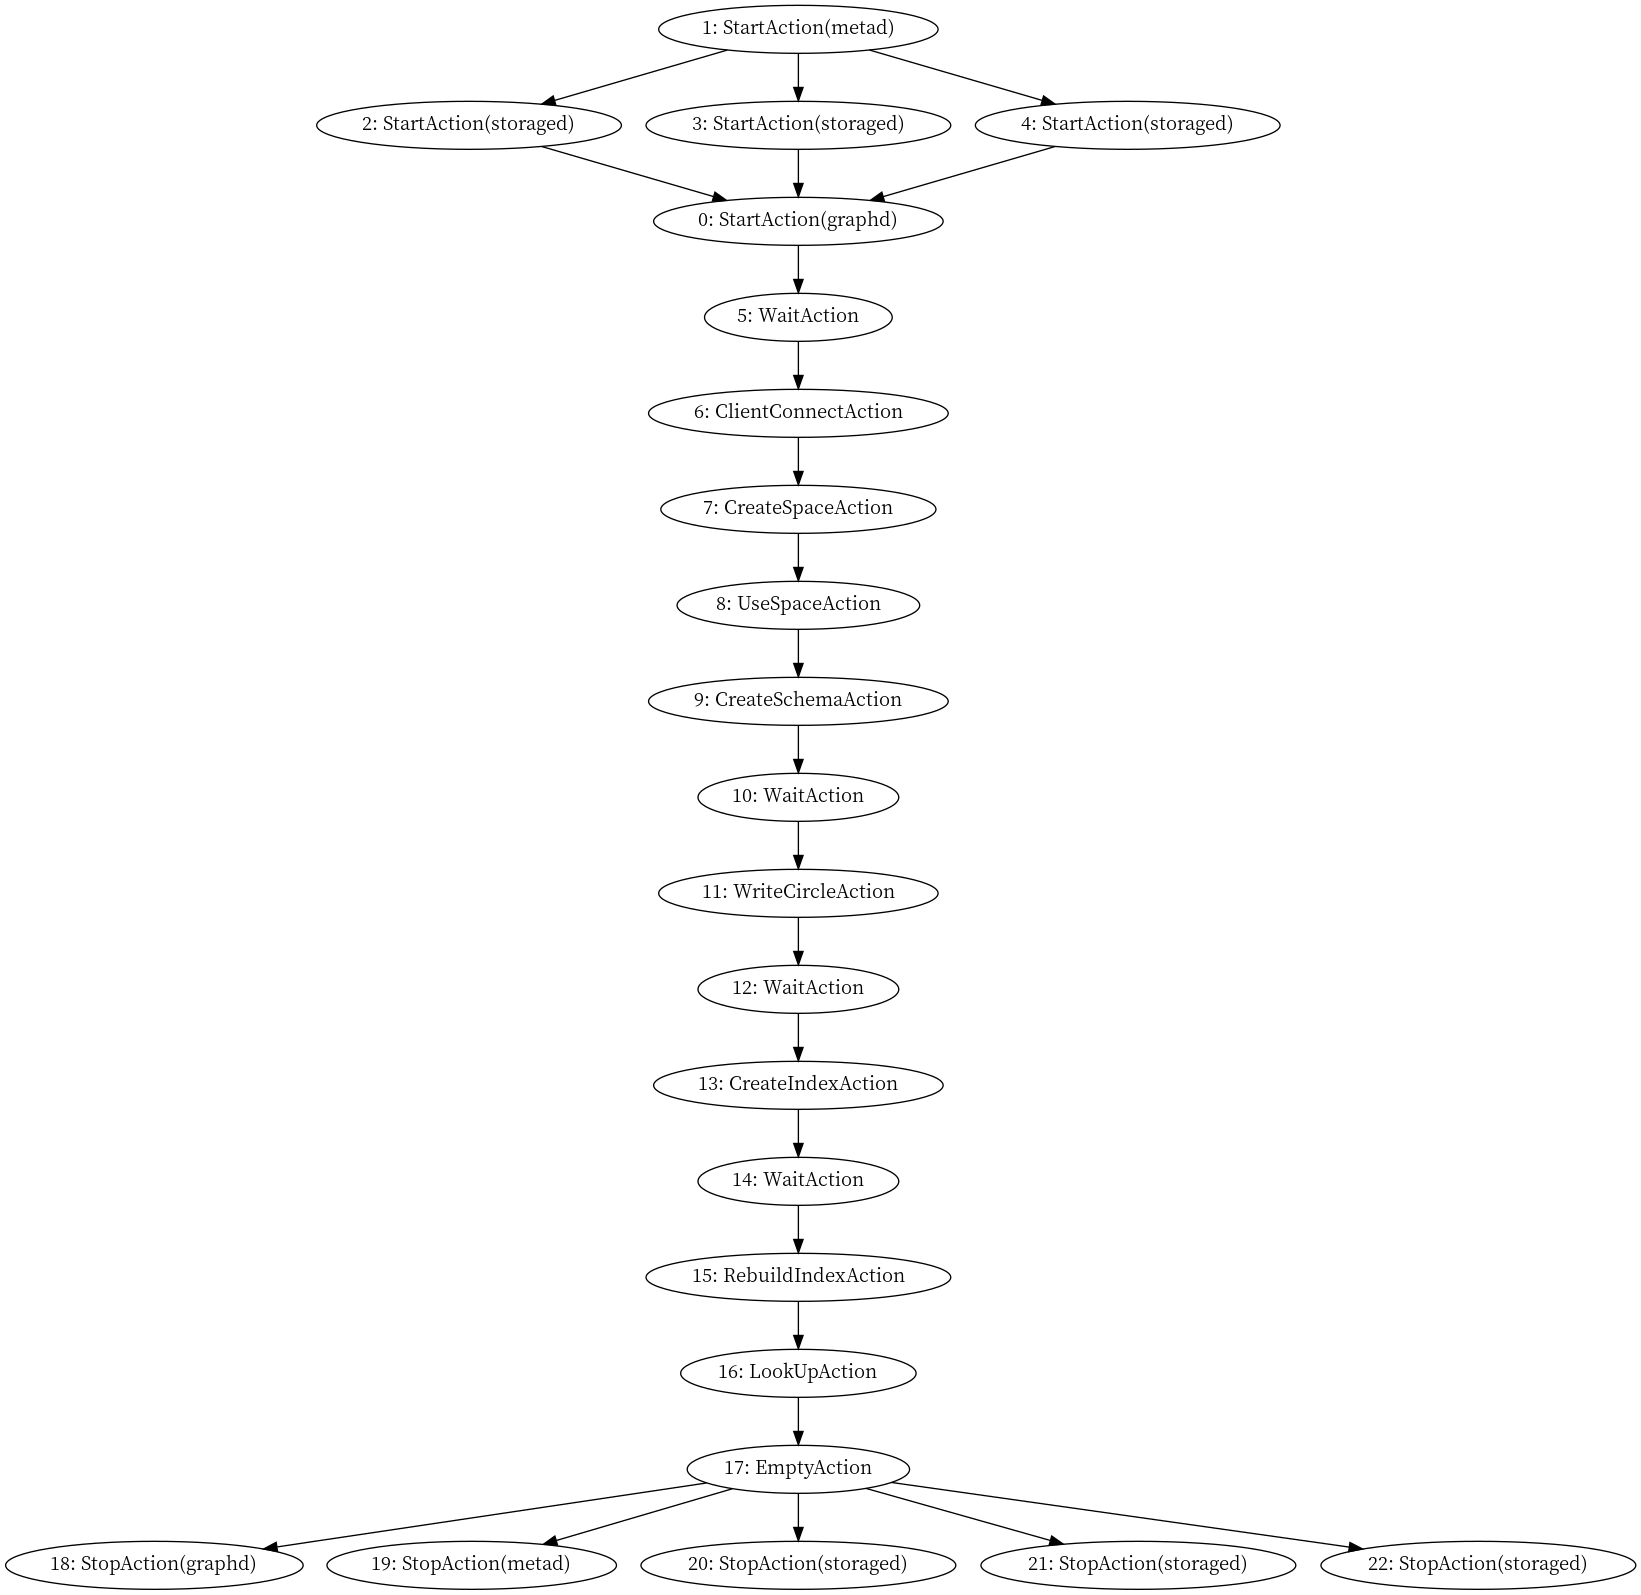 1: StartAction(metad)
2: StartAction(storaged)
3: StartAction(storaged)
4: StartAction(storaged)
0: StartAction(graphd)
5: WaitAction
6: ClientConnectAction
7: CreateSpaceAction
8: UseSpaceAction
9: CreateSchemaAction
10: WaitAction
11: WriteCircleAction
12: WaitAction
13: CreateIndexAction
14: WaitAction
15: RebuildIndexAction
16: LookUpAction
17: EmptyAction
18: StopAction(graphd)
19: StopAction(metad)
20: StopAction(storaged)
21: StopAction(storaged)
22: StopAction(storaged)